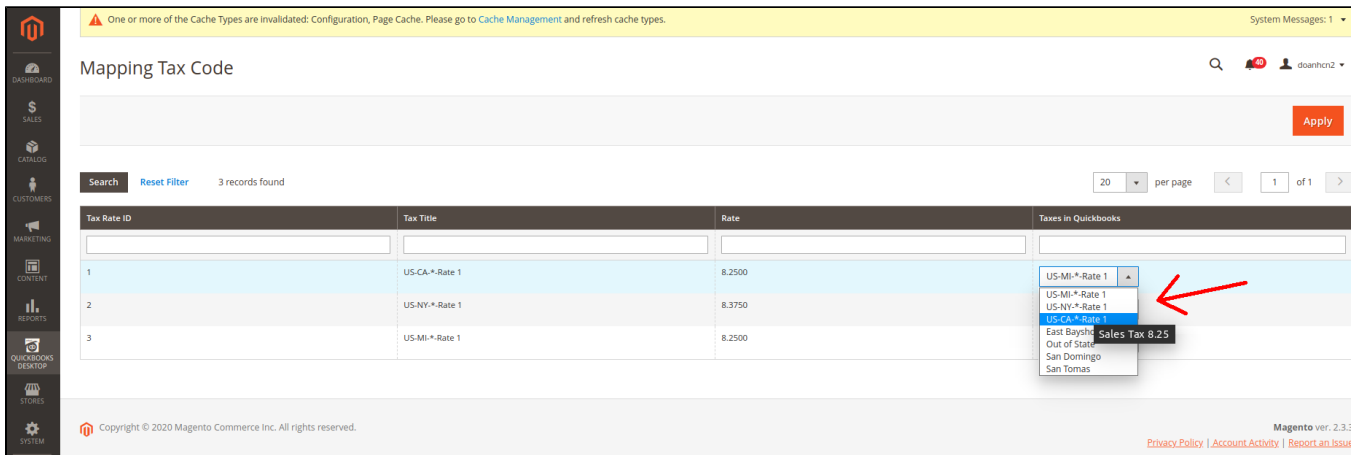 One or more of the Cache Types are invalidated: Configuration, Page Cache. Please go to Cache Management and refresh cache types.
System Messages: 1
DASHBOARD
Mapping Tax Code
40
doanhcn2
SALES
Apply
CATALOG
Search
Reset Filter
3 records found
20
per page
1
of 1
CUSTOMERS
Tax Rate ID
Tax Title
Rate
Taxes in Quickbooks
MARKETING
CONTENT
1
US-CA-*-Rate 1
8.2500
US-MI-*-Rate 1
US-MI-*-Rate 1
US-NY-*-Rate 1
US-CA-*-Rate 1
East
Out of State
San Domingo
San Tomas
Sales Tax 8.25
2
US-NY-*-Rate 1
8.3750
REPORTS
3
US-MI-*-Rate 1
8.2500
QUICKBOOKS
DESKTOP
STORES
SYSTEM
Copyright © 2020 Magento Commerce Inc. All rights reserved.
Magento ver. 2.3.3
Privacy Policy | Account Activity | Report an Issue